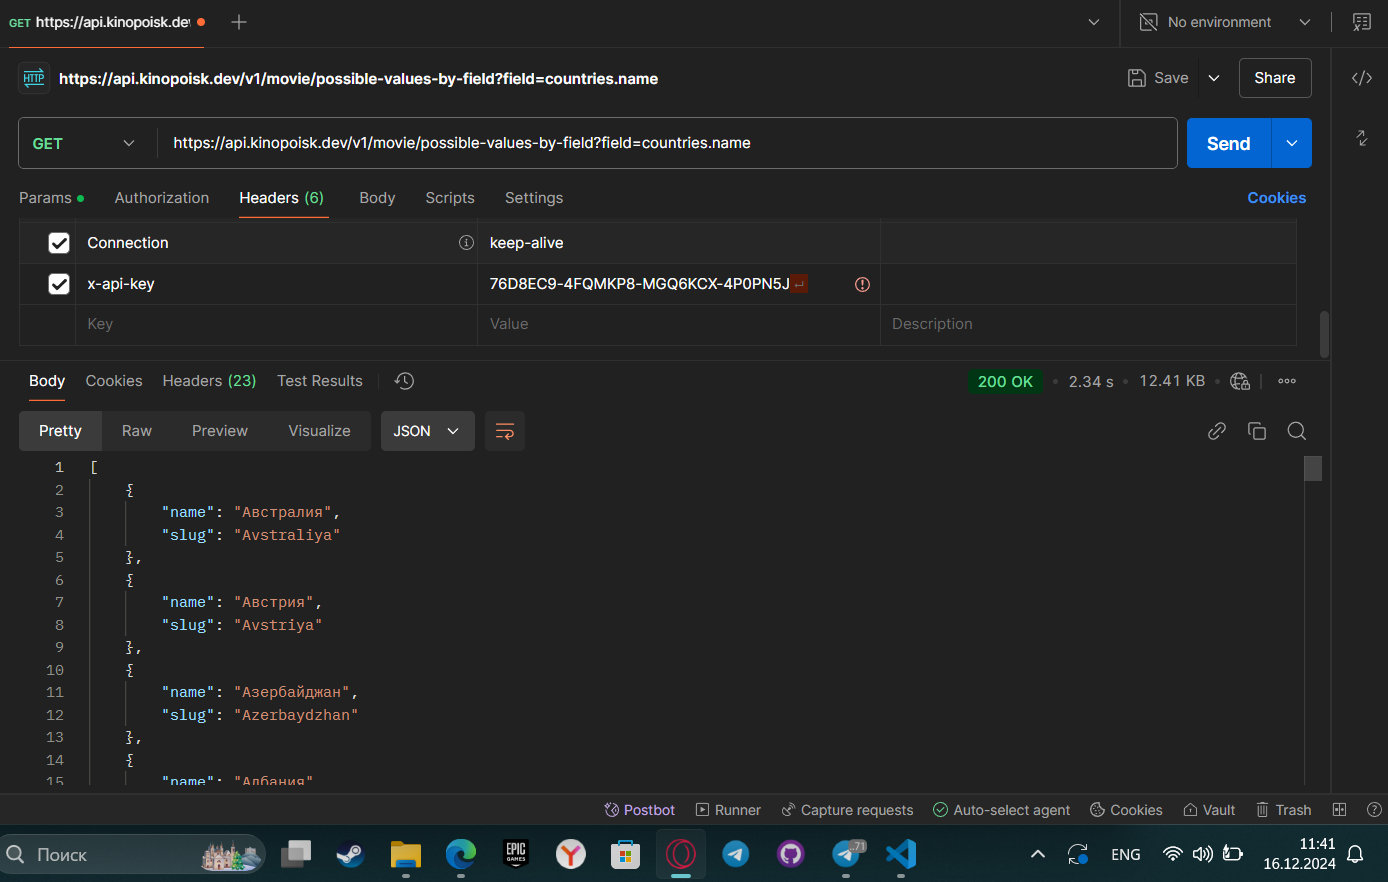 GET https://api.kinopoisk.de
No environment
HTTP https://api.kinopoisk.dev/v1/movie/possible-values-by-field?field=countries.name
Save
Share
GET
https://api.kinopoisk.dev/v1/movie/possible-values-by-field?field=countries.name
Send
Params
Authorization
Headers (6)
Body
Scripts
Settings
Cookies
Connection
keep-alive
x-api-key
76D8EC9-4FQMKP8-MGQ6KCX-4P0PN5J
Key
Value
Description
Body
Cookies
Headers (23)
Test Results
200 OK
2.34 s
12.41 KB
Pretty
Raw
Preview
Visualize
JSON
1 [
2 {
3 "name": "Австралия",
4 "slug": "Avstraliya"
5 },
6 {
7 "name": "Австрия",
8 "slug": "Avstriya"
9 },
10 {
11 "name": "Азербайджан",
12 "slug": "Azerbaydzhan"
13 },
14 {
15 "name": "Албания"
Postbot
Runner
Capture requests
Auto-select agent
Cookies
Vault
Trash
Поиск
EPIC
GAMES
71
ENG
11:41
16.12.2024